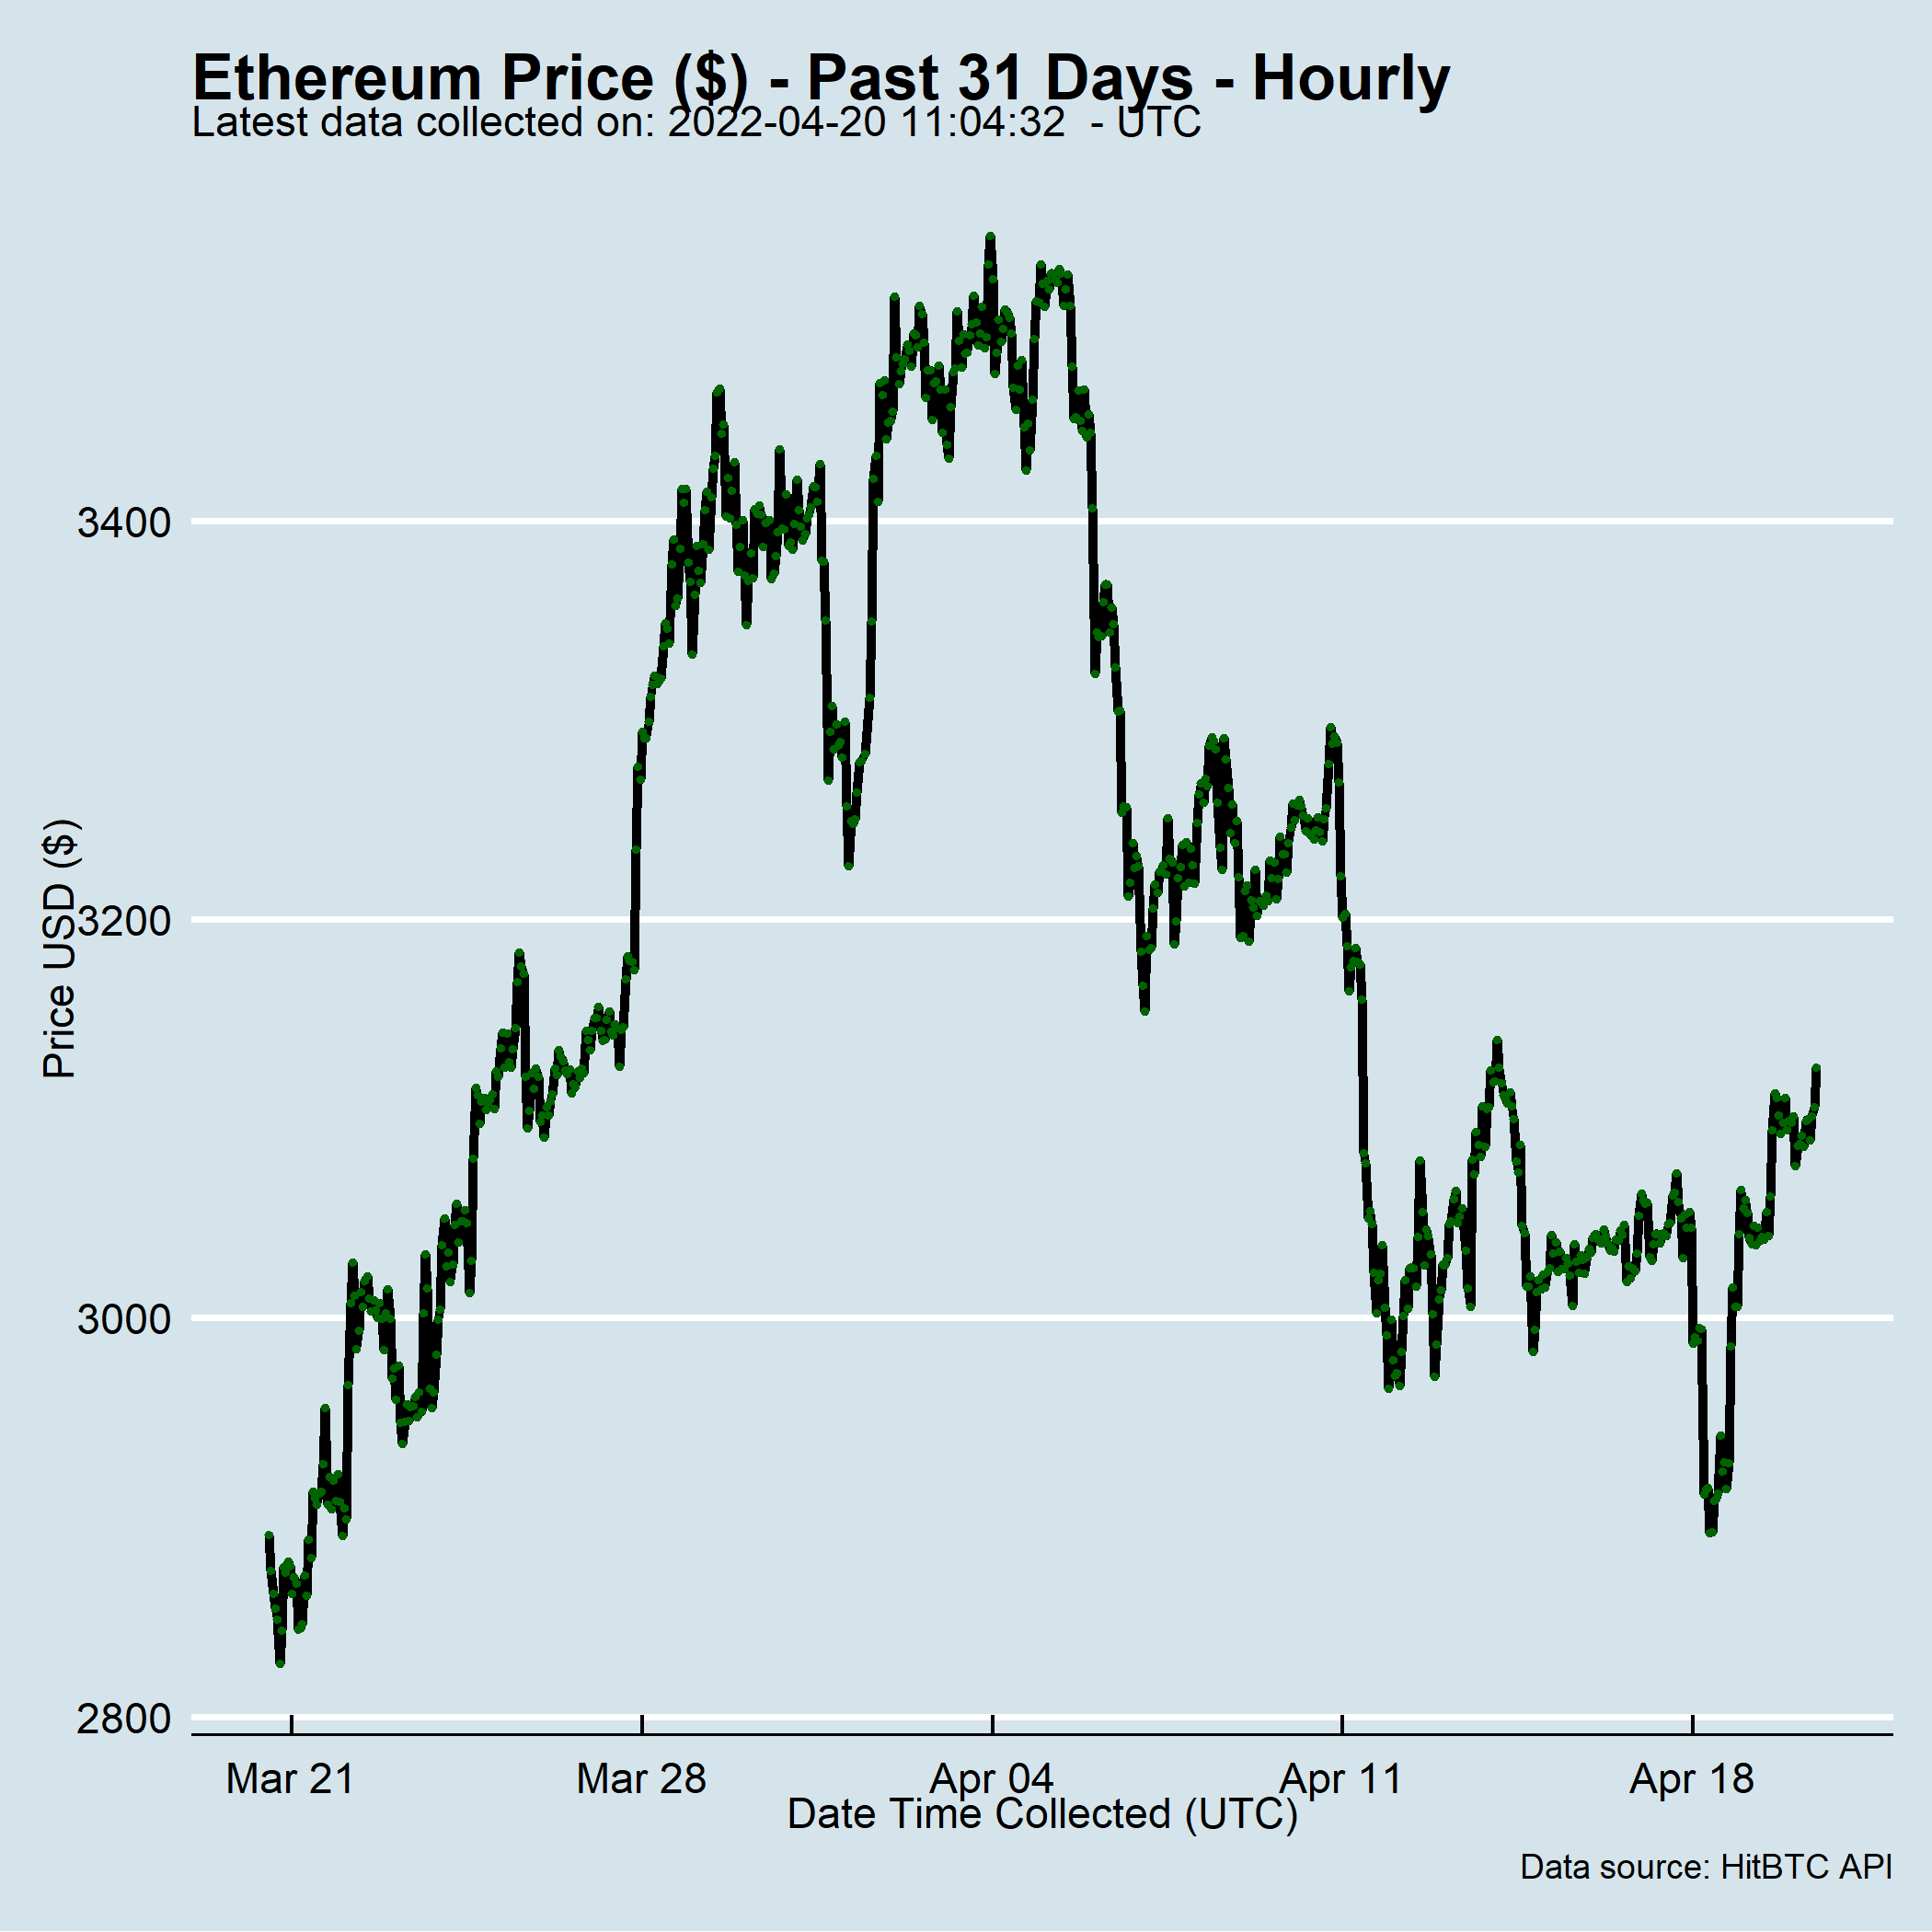 Ethereum Price ($) - Past 31 Days - Hourly
Latest data collected on: 2022-04-20 11:04:32  - UTC
Price USD ($)
3400
3200
3000
2800
Mar 21
Mar 28
Apr 04
Apr 11
Apr 18
Date Time Collected (UTC)
Data source: HitBTC API